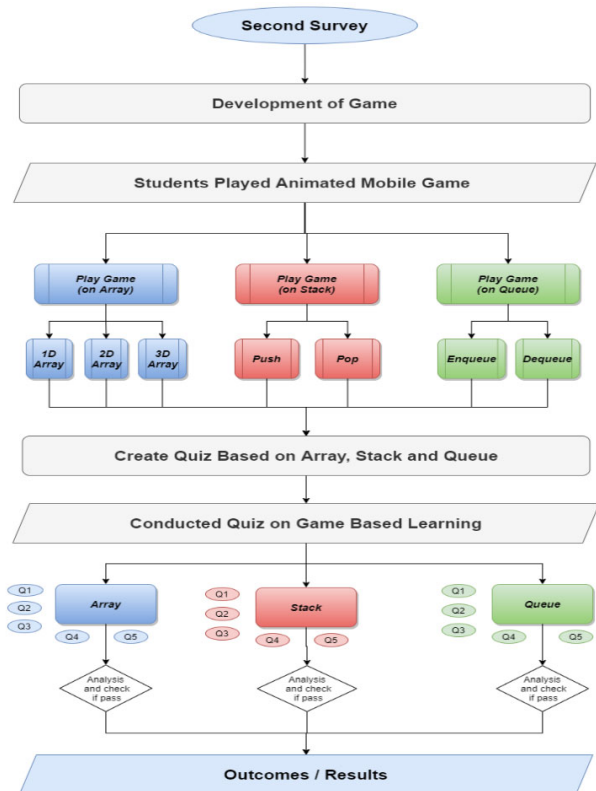 Second Survey
Development of Game
Students Played Animated Mobile Game
Play Game
(on Array)
Play Game
(on Stack)
Play Game
(on Queue)
1D
Array
2D
Array
3D
Array
Push
Pop
Enqueue
Dequeue
Create Quiz Based on Array, Stack and Queue
Conducted Quiz on Game Based Learning
Q1
Q2
Q3
Array
Q4
Q5
Q1
Q2
Q3
Stack
Q4
Q5
Q1
Q2
Q3
Queue
Q4
Q5
Analysis
and check
if pass
Analysis
and check
if pass
Analysis
and check
if pass
Outcomes / Results